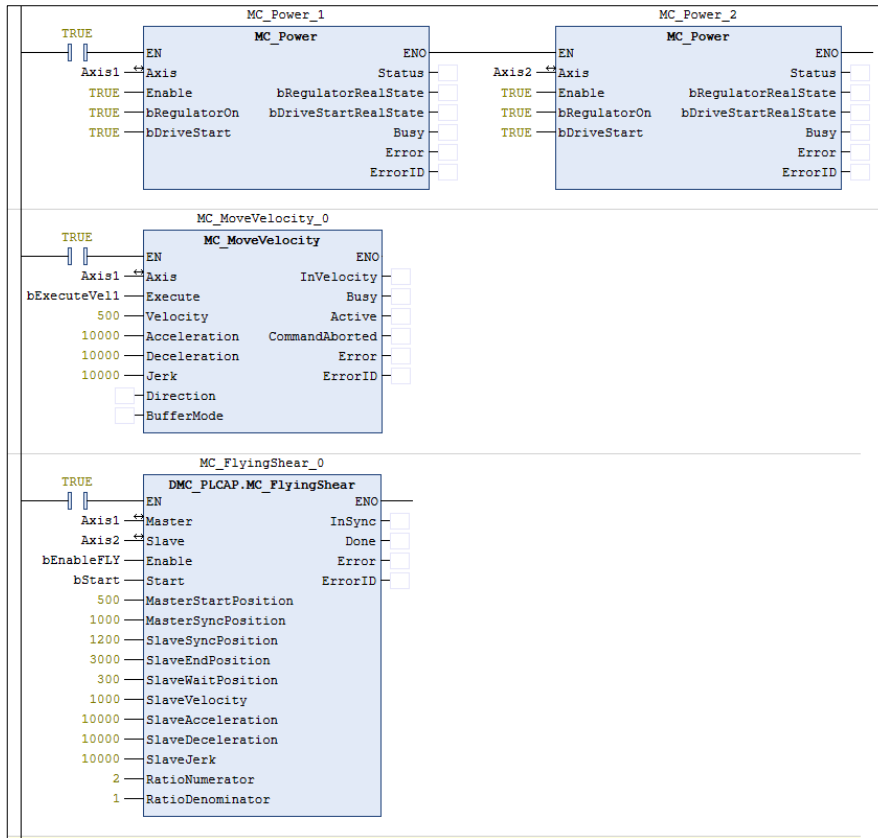 MC_Power_1 MC_Power_2
TRUE MC_Power MC_Power
EN ENO EN ENO
Axis1 Axis Status Axis2 Axis Status
TRUE Enable bRegulatorRealState TRUE Enable bRegulatorRealState
TRUE bRegulatorOn bDriveStartRealState TRUE bRegulatorOn bDriveStartRealState
TRUE bDriveStart Busy TRUE bDriveStart Busy
Error Error
ErrorID ErrorID
MC_MoveVelocity_0
TRUE MC_MoveVelocity
EN ENO
Axis1 Axis InVelocity
bExecuteVel1 Execute Busy
500 Velocity Active
10000 Acceleration CommandAborted
10000 Deceleration Error
10000 Jerk ErrorID
Direction
BufferMode
MC_FlyingShear_0
TRUE DMC_PLCAP.MC_FlyingShear
EN ENO
Axis1 Master InSync
Axis2 Slave Done
bEnableFLY Enable Error
bStart Start ErrorID
500 MasterStartPosition
1000 MasterSyncPosition
1200 SlaveSyncPosition
3000 SlaveEndPosition
300 SlaveWaitPosition
1000 SlaveVelocity
10000 SlaveAcceleration
10000 SlaveDeceleration
10000 SlaveJerk
2 RatioNumerator
1 RatioDenominator